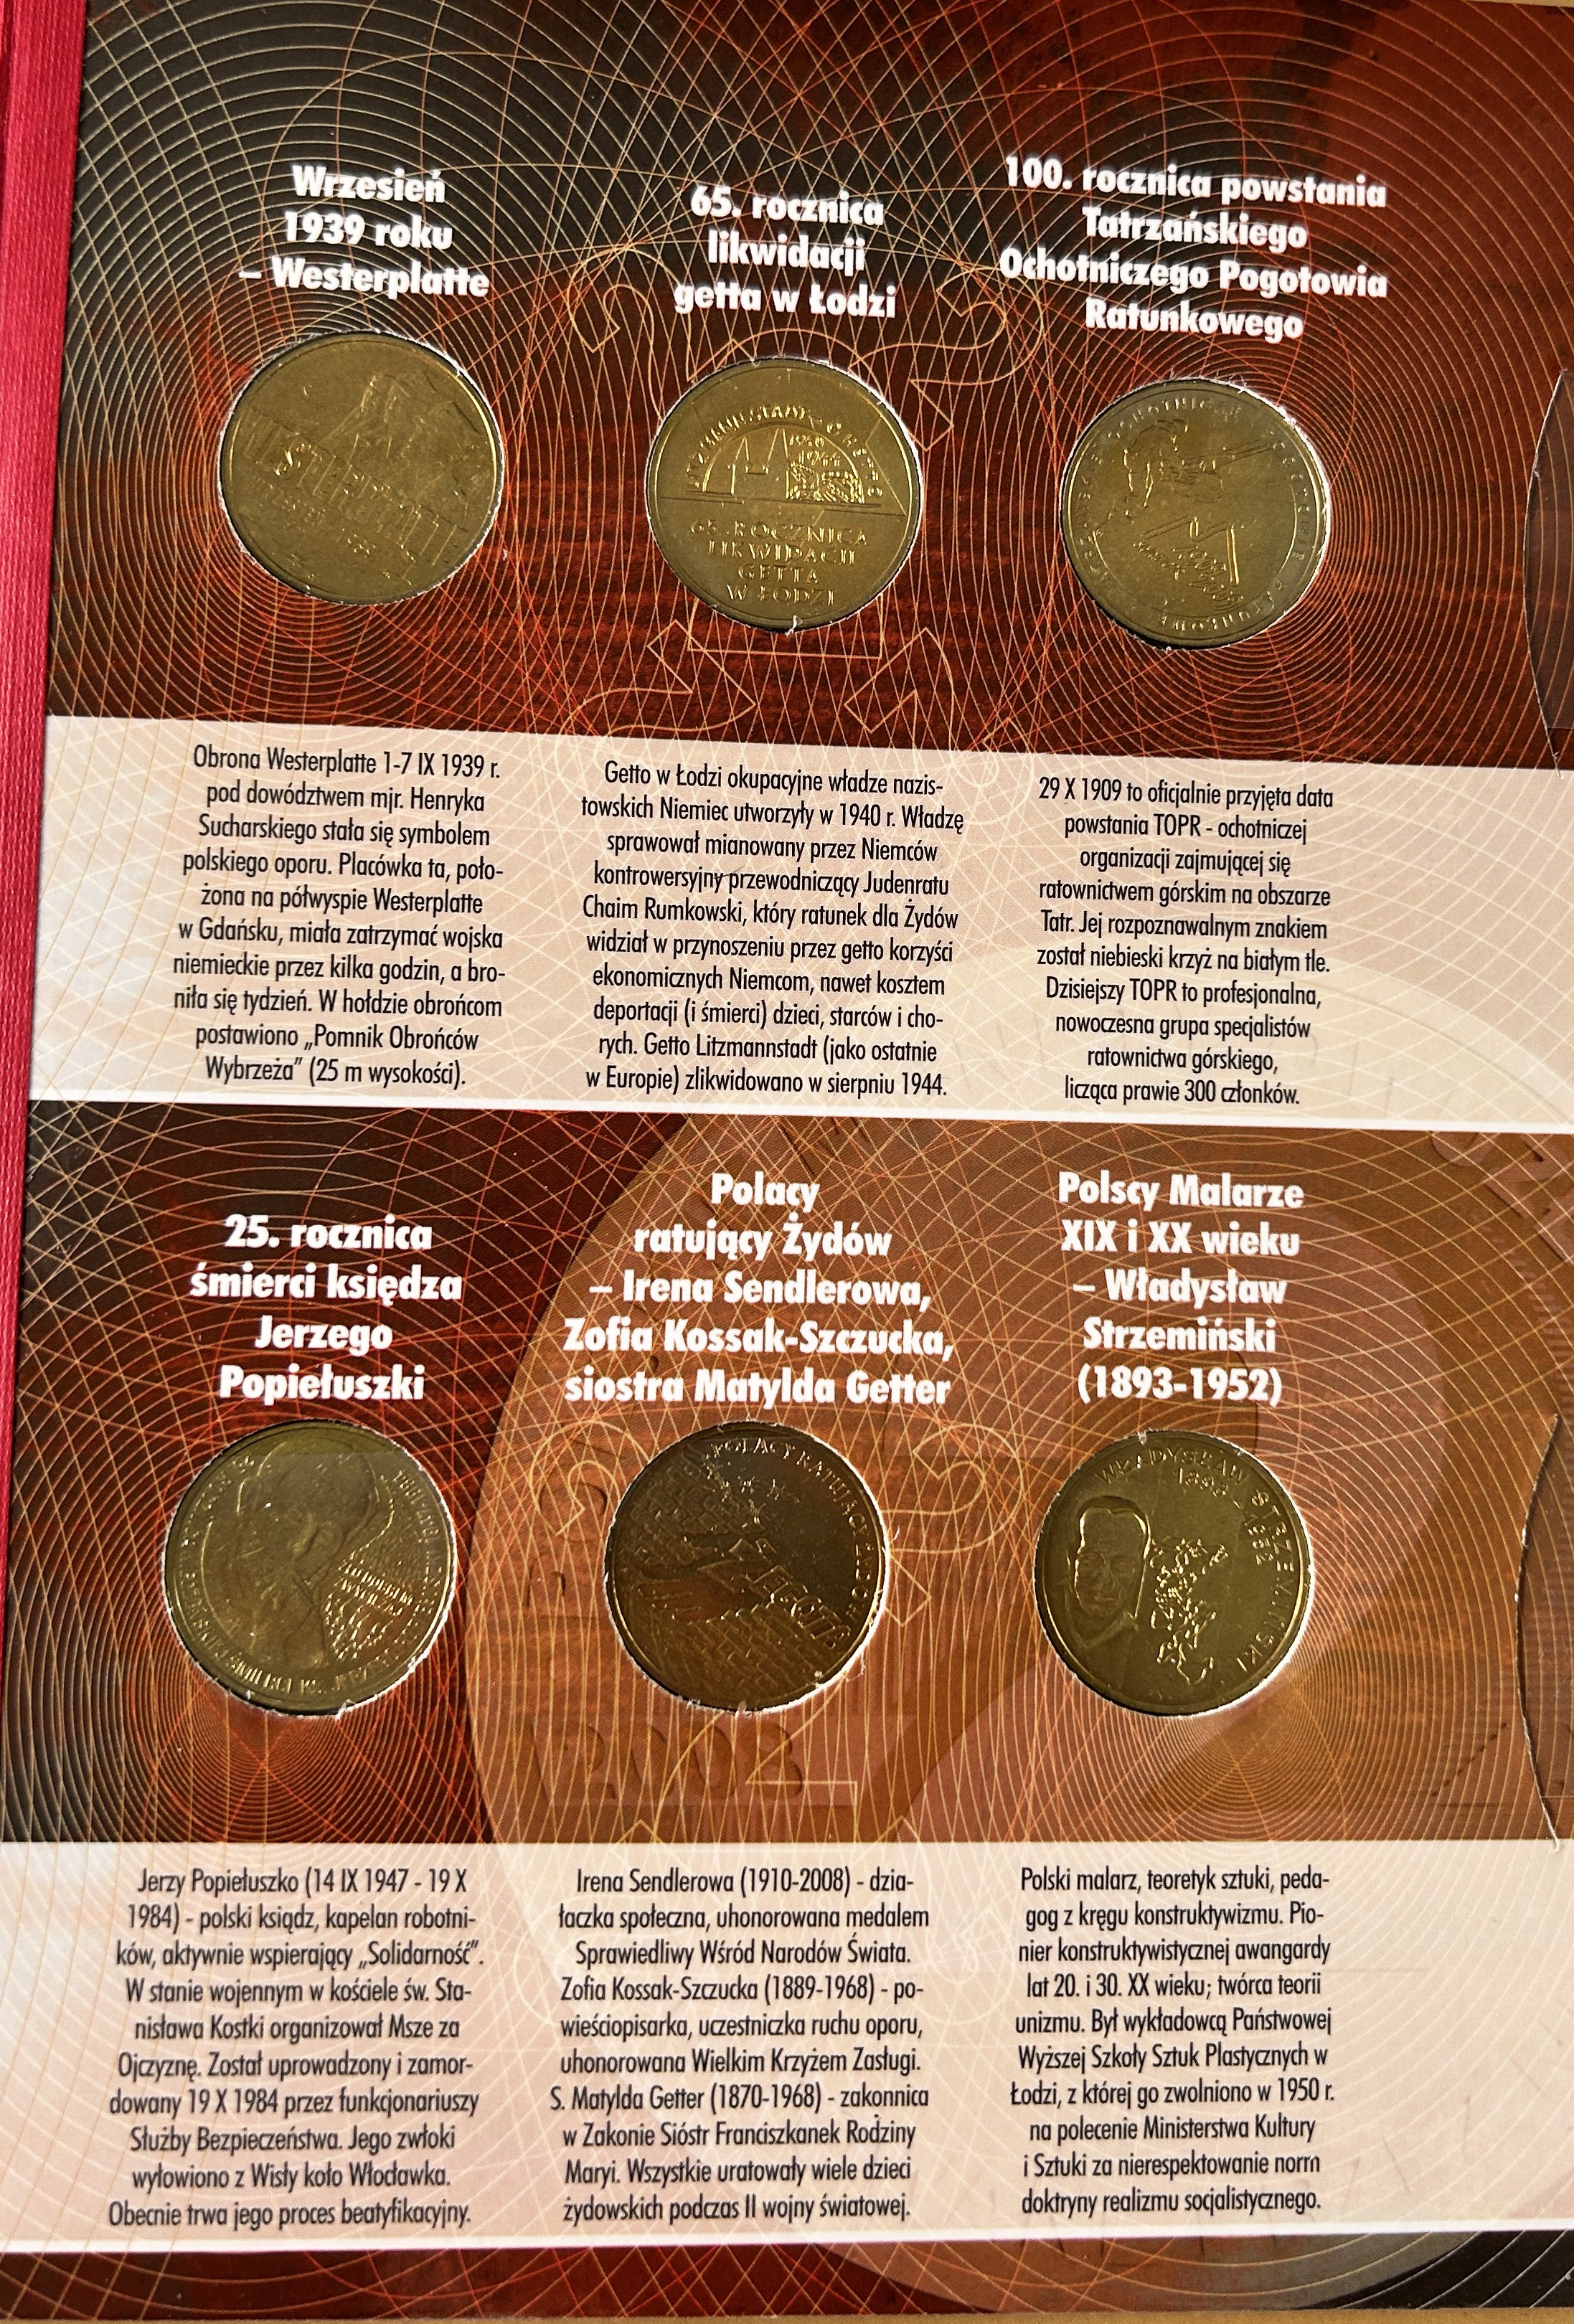 Wrzesień
1939 roku
– Westerplatte
65. rocznica
likwidacji
getta w Łodzi
100. rocznica powstania
Tatrzańskiego
Ochotniczego Pogotowia
Ratunkowego
LITZMANNSTADT-GHETTO
1940
1944
65. ROCZNICA
LIKWIDACJI
GETTA
W ŁODZI
Obrona Westerplatte 1-7 IX 1939 r.
pod dowództwem mjr. Henryka
Sucharskiego stała się symbolem
polskiego oporu. Placówka ta, poło-
żona na półwyspie Westerplatte
w Gdańsku, miała zatrzymać wojska
niemieckie przez kilka godzin, a bro-
niła się tydzień. W hołdzie obrońcom
postawiono „Pomnik Obrońców
Wybrzeża” (25 m wysokości).
Getto w Łodzi okupacyjne władze nazis-
towskich Niemiec utworzyły w 1940 r. Władzę
sprawował mianowany przez Niemców
kontrowersyjny przewodniczący Judenratu
Chaim Rumkowski, który ratunek dla Żydów
widział w przynoszeniu przez getto korzyści
ekonomicznych Niemcom, nawet kosztem
deportacji (i śmierci) dzieci, starców i cho-
rych. Getto Litzmannstadt (jako ostatnie
w Europie) zlikwidowano w sierpniu 1944.
29 X 1909 to oficjalnie przyjęta data
powstania TOPR - ochotniczej
organizacji zajmującej się
ratownictwem górskim na obszarze
Tatr. Jej rozpoznawalnym znakiem
został niebieski krzyż na białym tle.
Dzisiejszy TOPR to profesjonalna,
nowoczesna grupa specjalistów
ratownictwa górskiego,
licząca prawie 300 członków.
25. rocznica
śmierci księdza
Jerzego
Popiełuszki
Polacy
ratujący Żydów
– Irena Sendlerowa,
Zofia Kossak-Szczucka,
siostra Matylda Getter
Polscy Malarze
XIX i XX wieku
– Władysław
Strzemiński
(1893-1952)
POLACY RATUJĄCY ŻYDÓW
ŻEGOTA
WŁADYSŁAW STRZEMIŃSKI
1893-1952
2008
Jerzy Popiełuszko (14 IX 1947 - 19 X
1984) - polski ksiądz, kapelan robotni-
ków, aktywnie wspierający „Solidarność”.
W stanie wojennym w kościele św. Sta-
nisława Kostki organizował Msze za
Ojczyznę. Został uprowadzony i zamor-
dowany 19 X 1984 przez funkcjonariuszy
Służby Bezpieczeństwa. Jego zwłoki
wyłowiono z Wisły koło Włocławka.
Obecnie trwa jego proces beatyfikacyjny.
Irena Sendlerowa (1910-2008) - dzia-
łaczka społeczna, uhonorowana medalem
Sprawiedliwy Wśród Narodów Świata.
Zofia Kossak-Szczucka (1889-1968) - po-
wieściopisarka, uczestniczka ruchu oporu,
uhonorowana Wielkim Krzyżem Zasługi.
S. Matylda Getter (1870-1968) - zakonnica
w Zakonie Sióstr Franciszkanek Rodziny
Maryi. Wszystkie uratowały wiele dzieci
żydowskich podczas II wojny światowej.
Polski malarz, teoretyk sztuki, peda-
gog z kręgu konstruktywizmu. Pio-
nier konstruktywistycznej awangardy
lat 20. i 30. XX wieku; twórca teorii
unizmu. Był wykładowcą Państwowej
Wyższej Szkoły Sztuk Plastycznych w
Łodzi, z której go zwolniono w 1950 r.
na polecenie Ministerstwa Kultury
i Sztuki za nierespektowanie norm
doktryny realizmu socjalistycznego.